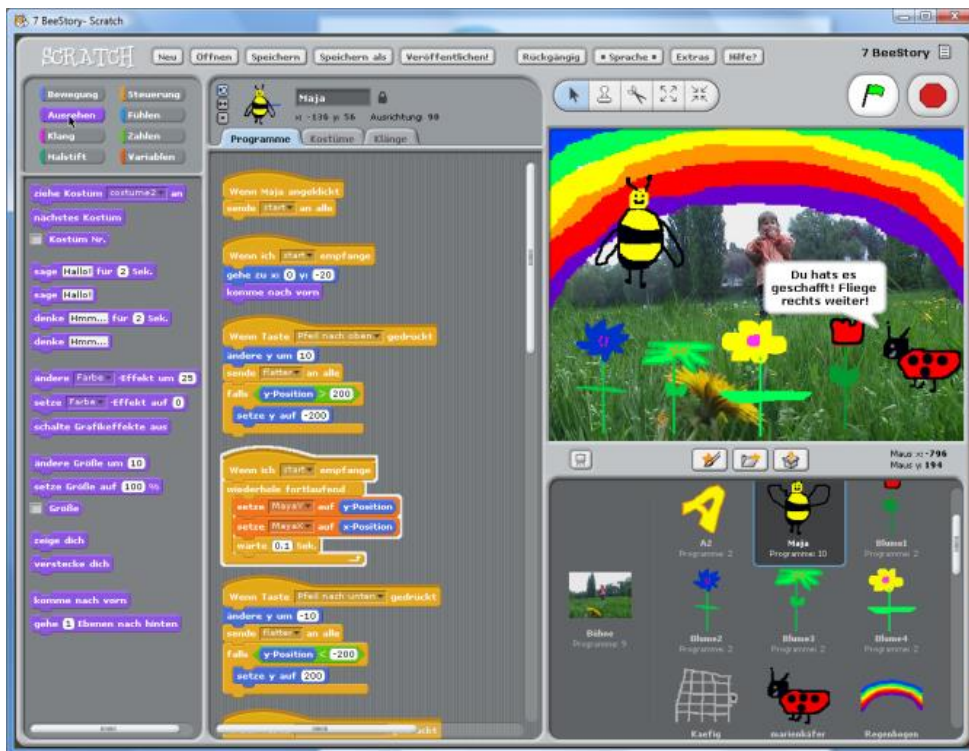 7 BeeStory- Scratch
SCRATCH
Neu
Öffnen
Speichern
Speichern als
Veröffentlichen!
Rückgängig
Sprache
Extras
Hilfe?
7 BeeStory
Bewegung
Steuerung
Aussehen
Fühlen
Klang
Zahlen
Malstift
Variablen
Maja
x: -136 y: 56 Ausrichtung: 90
Programme
Kostüme
Klänge
ziehe Kostüm costume2 an
nächstes Kostüm
Kostüm Nr.
sage Hallo! für 2 Sek.
sage Hallo!
denke Hmm... für 2 Sek.
denke Hmm...
ändere Farbe -Effekt um 25
setze Farbe -Effekt auf 0
schalte Grafikeffekte aus
ändere Größe um 10
setze Größe auf 100 %
Größe
zeige dich
verstecke dich
komme nach vorn
gehe 1 Ebenen nach hinten
Wenn Maja angeklickt
sende start an alle
Wenn ich start empfange
gehe zu x: 0 y: -20
komme nach vorn
Wenn Taste Pfeil nach oben gedrückt
ändere y um 10
sende flatter an alle
falls y-Position > 200
setze y auf -200
Wenn ich start empfange
wiederhole fortlaufend
setze MayaY auf y-Position
setze MayaX auf x-Position
warte 0.1 Sek.
Wenn Taste Pfeil nach unten gedrückt
ändere y um -10
sende flatter an alle
falls y-Position < -200
setze y auf 200
Du hats es
geschafft! Fliege
rechts weiter!
Maus x: -796
Maus y: 194
Bühne
Programme: 9
A2
Programme: 2
Maja
Programme: 10
Blume1
Programme: 2
Blume2
Programme: 2
Blume3
Programme: 2
Blume4
Programme: 2
Kaefig
marienkäfer
Regenbogen